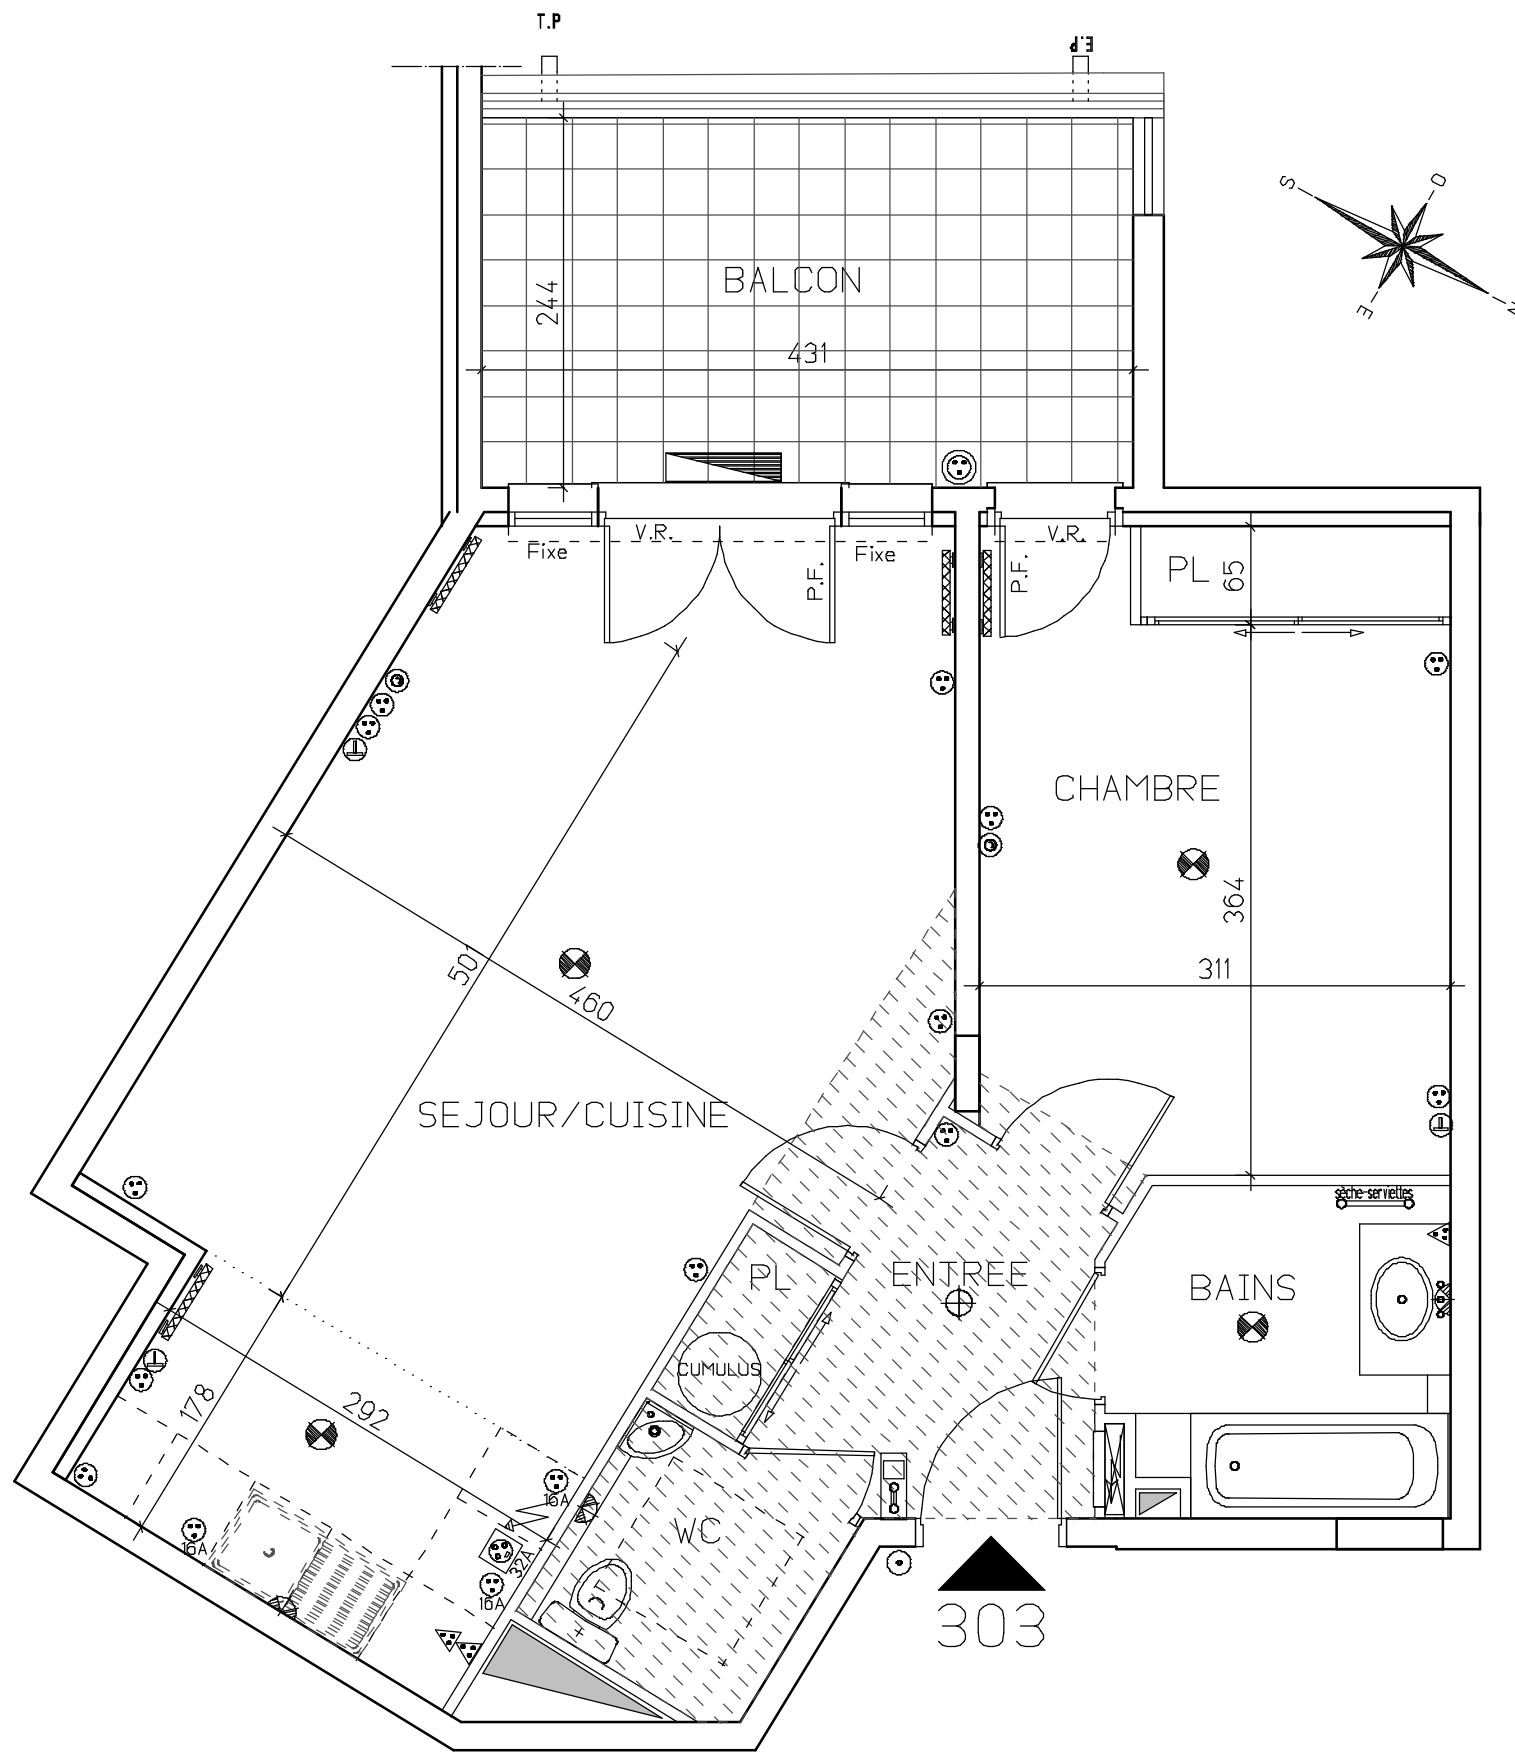 T.P
E.P
S
O
E
N
BALCON
244
431
V.R.
V.R.
Fixe
Fixe
P.F.
P.F.
PL
65
CHAMBRE
364
311
501
460
SEJOUR/CUISINE
sèche-serviettes
ENTREE
PL
BAINS
CUMULUS
178
292
16A
WC
16A
32A
16A
303